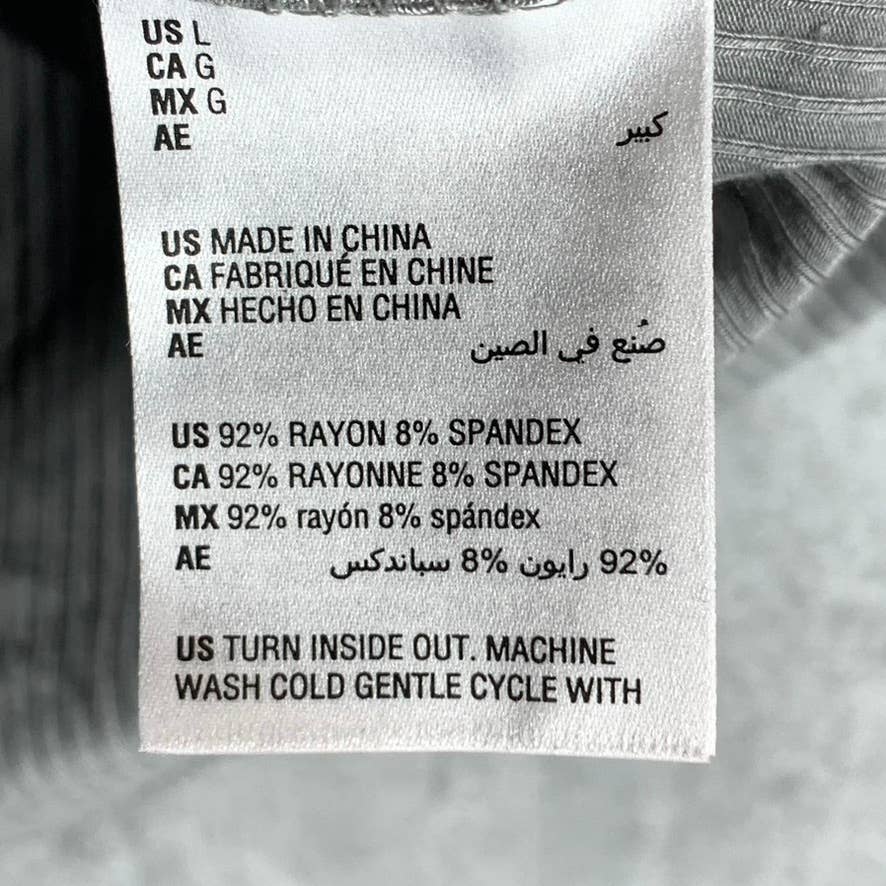 US L
CA G
MX G
AE كبير
US MADE IN CHINA
CA FABRIQUÉ EN CHINE
MX HECHO EN CHINA
AE صُنع في الصين
US 92% RAYON 8% SPANDEX
CA 92% RAYONNE 8% SPANDEX
MX 92% rayón 8% spándex
AE 92% رايون 8% سباندكس
US TURN INSIDE OUT. MACHINE
WASH COLD GENTLE CYCLE WITH